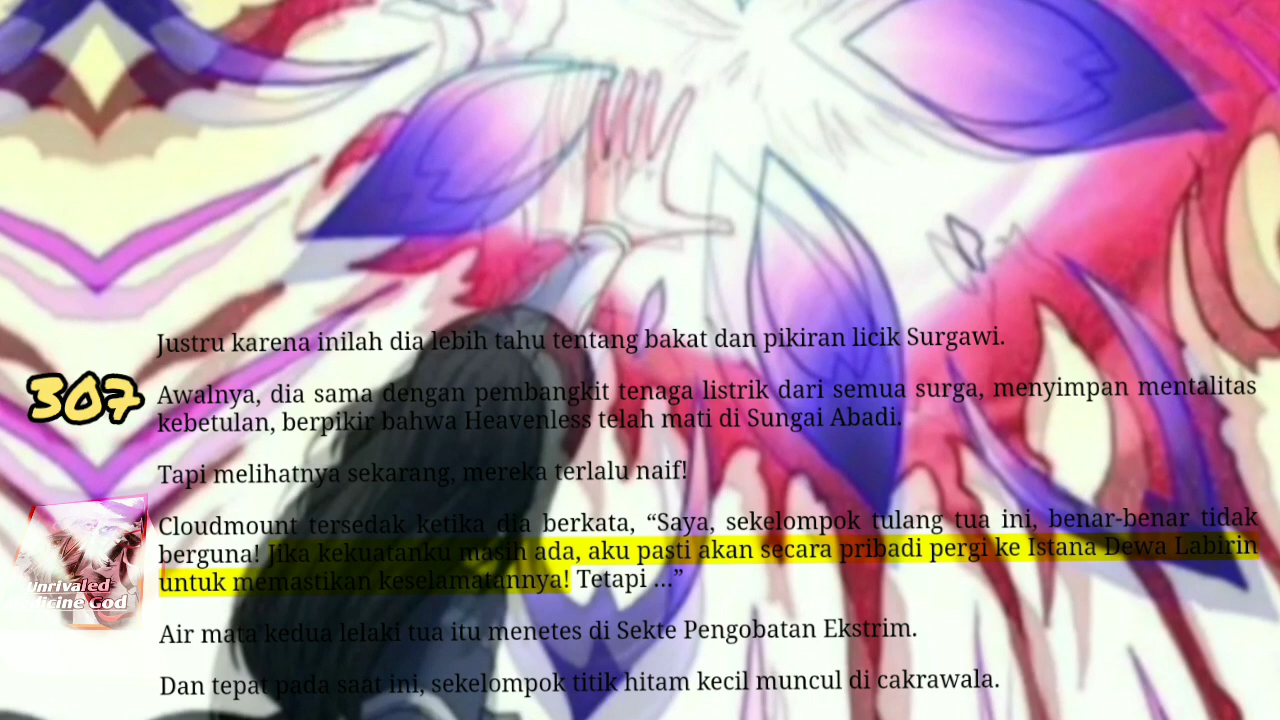 Justru karena inilah dia lebih tahu tentang bakat dan pikiran licik Surgawi.
307
Awalnya, dia sama dengan pembangkit tenaga listrik dari semua surga, menyimpan mentalitas
kebetulan, berpikir bahwa Heavenless telah mati di Sungai Abadi.
Tapi melihatnya sekarang, mereka terlalu naif!
Cloudmount tersedak ketika dia berkata, “Saya, sekelompok tulang tua ini, benar-benar tidak
berguna! Jika kekuatanku masih ada, aku pasti akan secara pribadi pergi ke Istana Dewa Labirin
untuk memastikan keselamatannya! Tetapi ...”
Unrivaled
Medicine God
Air mata kedua lelaki tua itu menetes di Sekte Pengobatan Ekstrim.
Dan tepat pada saat ini, sekelompok titik hitam kecil muncul di cakrawala.